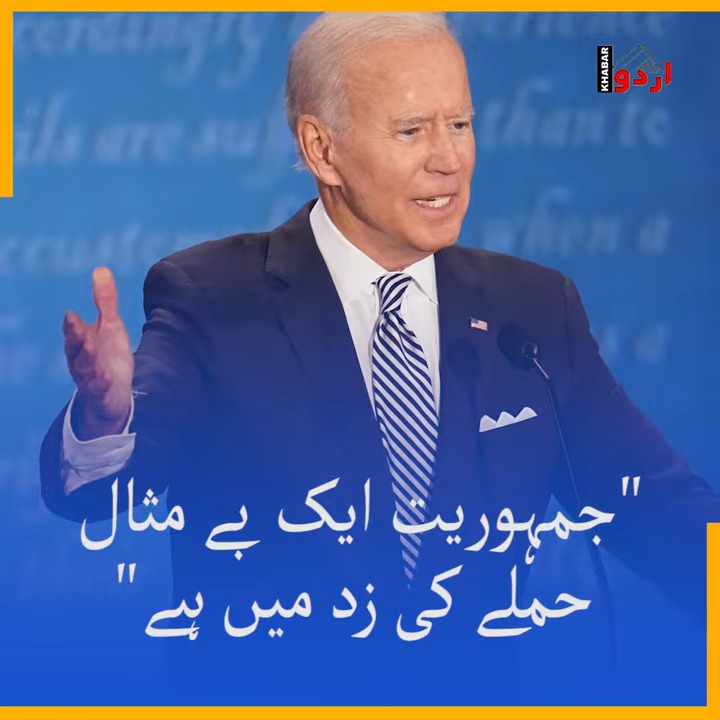 KHABAR
اردو
"جمہوریت ایک بے مثال
حملے کی زد میں ہے"